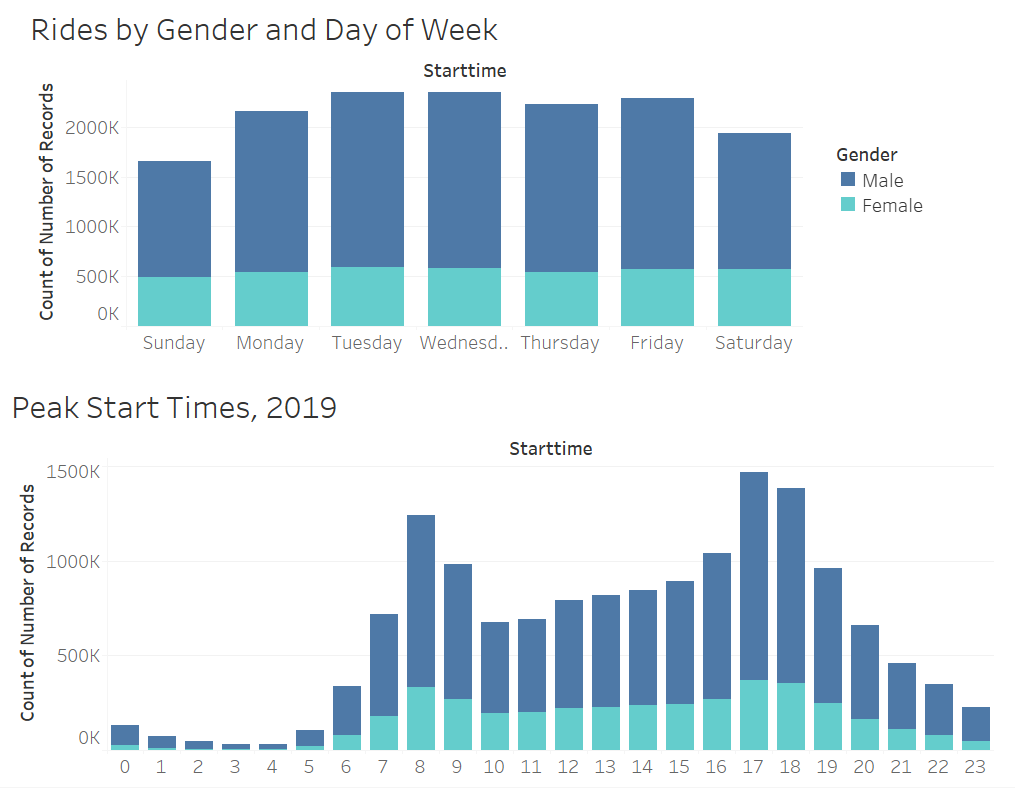 Rides by Gender and Day of Week
Starttime
Count of Number of Records
2000K
1500K
1000K
500K
0K
Sunday Monday Tuesday Wednesd.. Thursday Friday Saturday
Gender
Male
Female
Peak Start Times, 2019
Starttime
Count of Number of Records
1500K
1000K
500K
0K
0 1 2 3 4 5 6 7 8 9 10 11 12 13 14 15 16 17 18 19 20 21 22 23